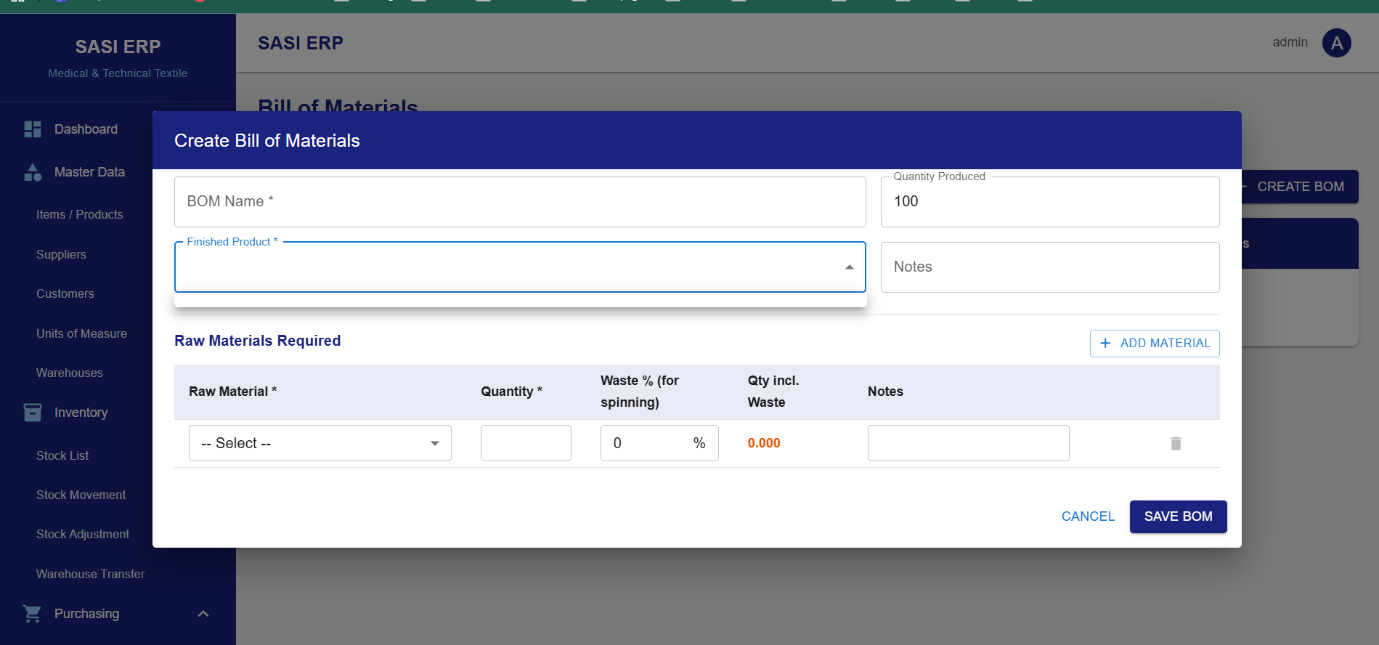 SASI ERP
Medical & Technical Textile
SASI ERP
admin
A
Bill of Materials
Dashboard
Master Data
Items / Products
Suppliers
Customers
Units of Measure
Warehouses
Inventory
Stock List
Stock Movement
Stock Adjustment
Warehouse Transfer
Purchasing
CREATE BOM
Create Bill of Materials
BOM Name *
Quantity Produced
100
Finished Product *
Notes
Raw Materials Required
+ ADD MATERIAL
Raw Material *
Quantity *
Waste % (for
spinning)
Qty incl.
Waste
Notes
-- Select --
0 %
0.000
CANCEL
SAVE BOM